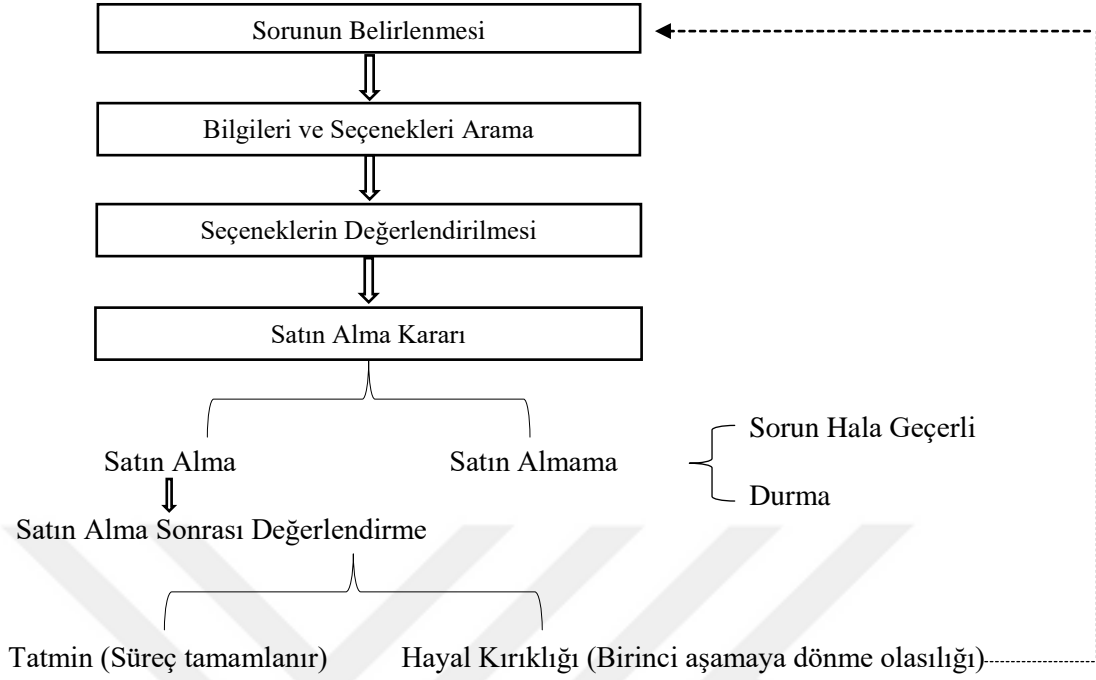 Sorunun Belirlenmesi
Bilgileri ve Seçenekleri Arama
Seçeneklerin Değerlendirilmesi
Satın Alma Kararı
Sorun Hala Geçerli
Satın Alma
Satın Almama
Durma
Satın Alma Sonrası Değerlendirme
Tatmin (Süreç tamamlanır)
Hayal Kırıklığı (Birinci aşamaya dönme olasılığı)